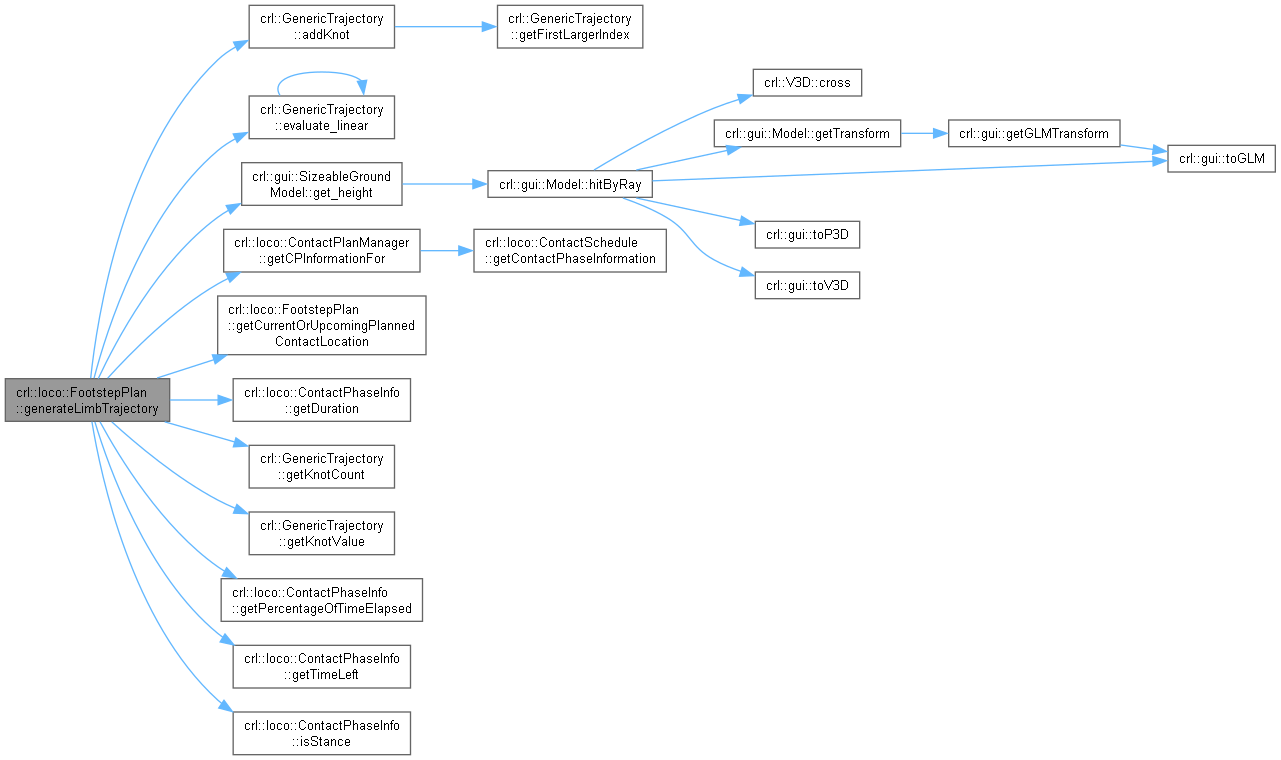 crl::GenericTrajectory
::addKnot
crl::GenericTrajectory
::getFirstLargerIndex
crl::V3D::cross
crl::GenericTrajectory
::evaluate_linear
crl::gui::Model::getTransform
crl::gui::getGLMTransform
crl::gui::toGLM
crl::gui::SizeableGround
Model::get_height
crl::gui::Model::hitByRay
crl::gui::toP3D
crl::loco::ContactPlanManager
::getCPInformationFor
crl::loco::ContactSchedule
::getContactPhaseInformation
crl::gui::toV3D
crl::loco::FootstepPlan
::getCurrentOrUpcomingPlanned
ContactLocation
crl::loco::FootstepPlan
::generateLimbTrajectory
crl::loco::ContactPhaseInfo
::getDuration
crl::GenericTrajectory
::getKnotCount
crl::GenericTrajectory
::getKnotValue
crl::loco::ContactPhaseInfo
::getPercentageOfTimeElapsed
crl::loco::ContactPhaseInfo
::getTimeLeft
crl::loco::ContactPhaseInfo
::isStance